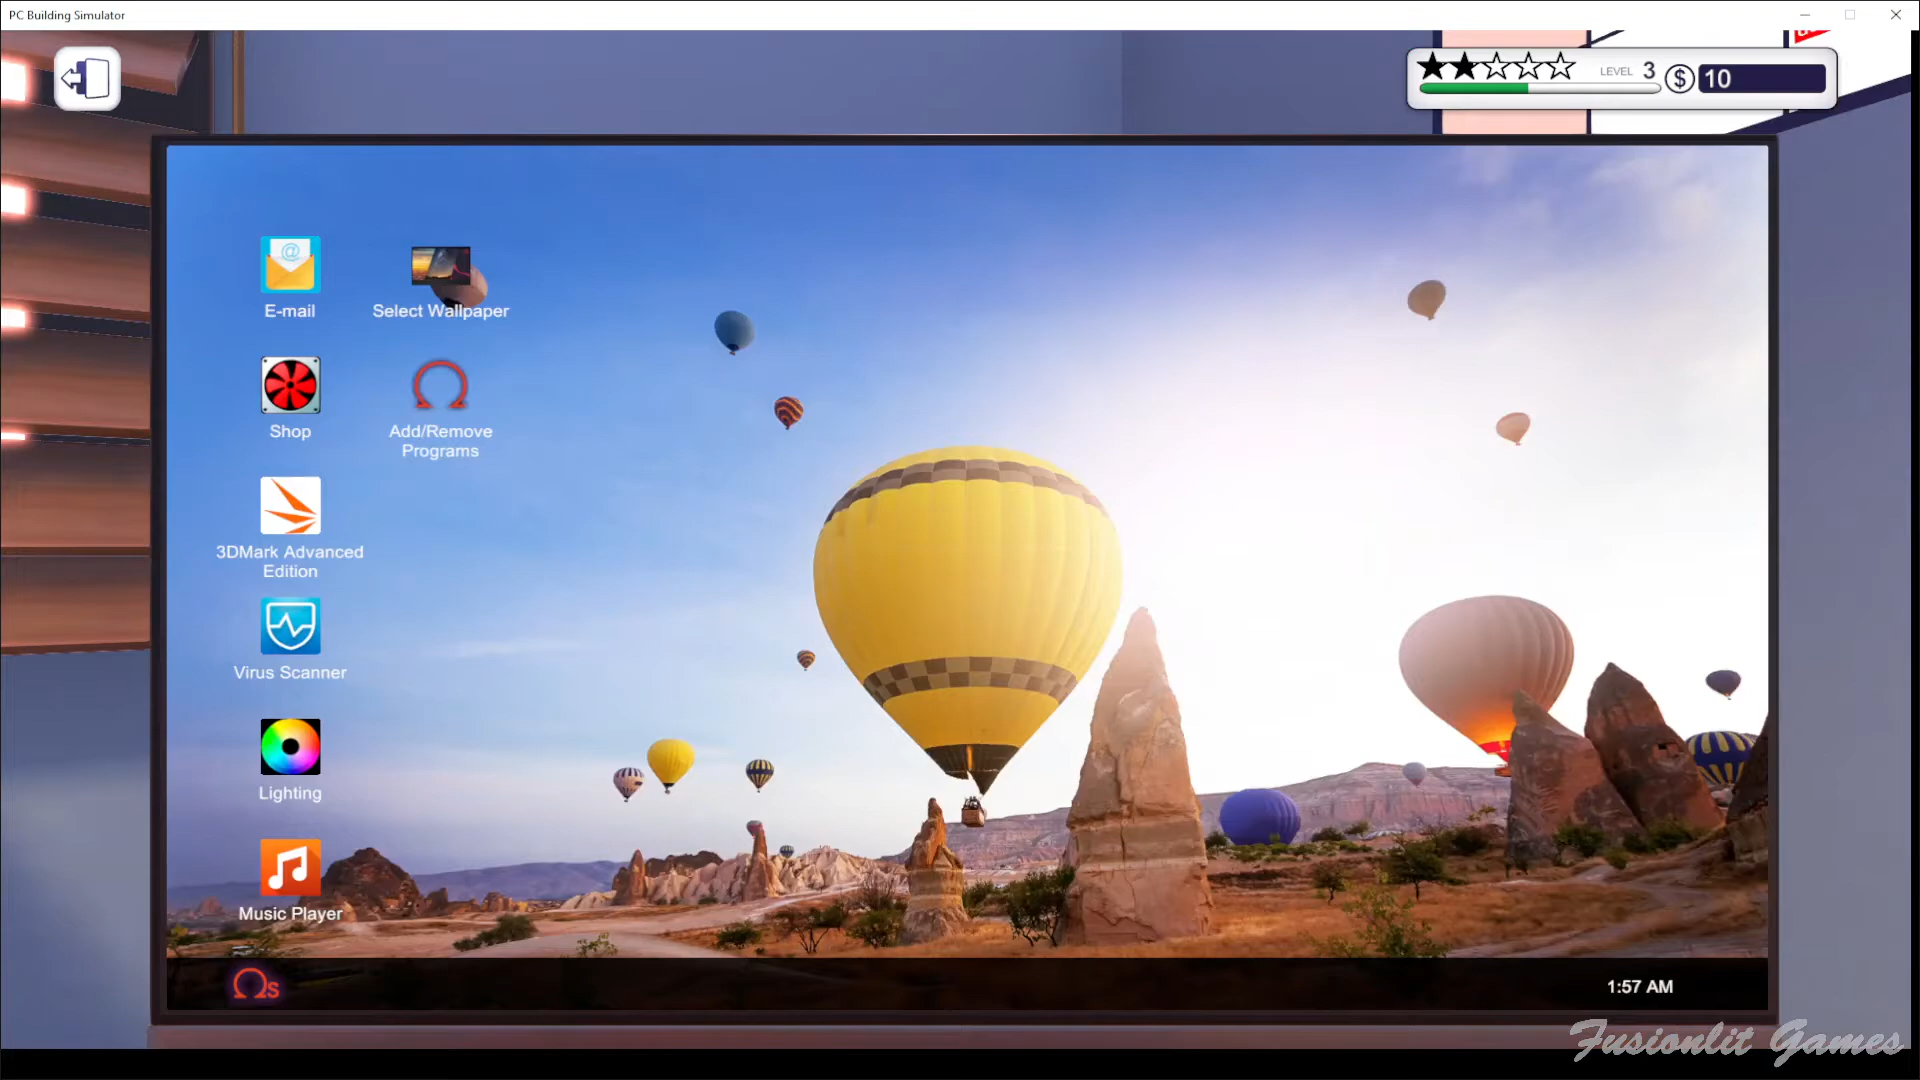 PC Building Simulator
LEVEL 3
$ 10
E-mail
Select Wallpaper
Shop
Add/Remove
Programs
3DMark Advanced
Edition
Virus Scanner
Lighting
Music Player
Ωs
1:57 AM
Fusionlit Games